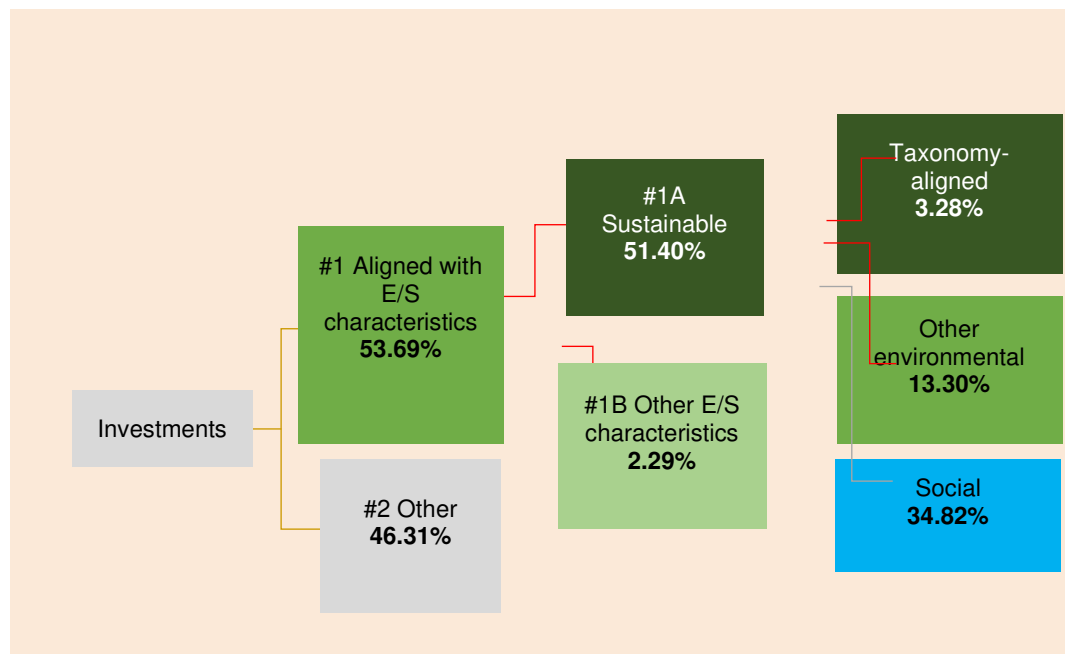 Investments
#1 Aligned with
E/S
characteristics
53.69%
#2 Other
46.31%
#1A
Sustainable
51.40%
#1B Other E/S
characteristics
2.29%
Taxonomy-
aligned
3.28%
Other
environmental
13.30%
Social
34.82%